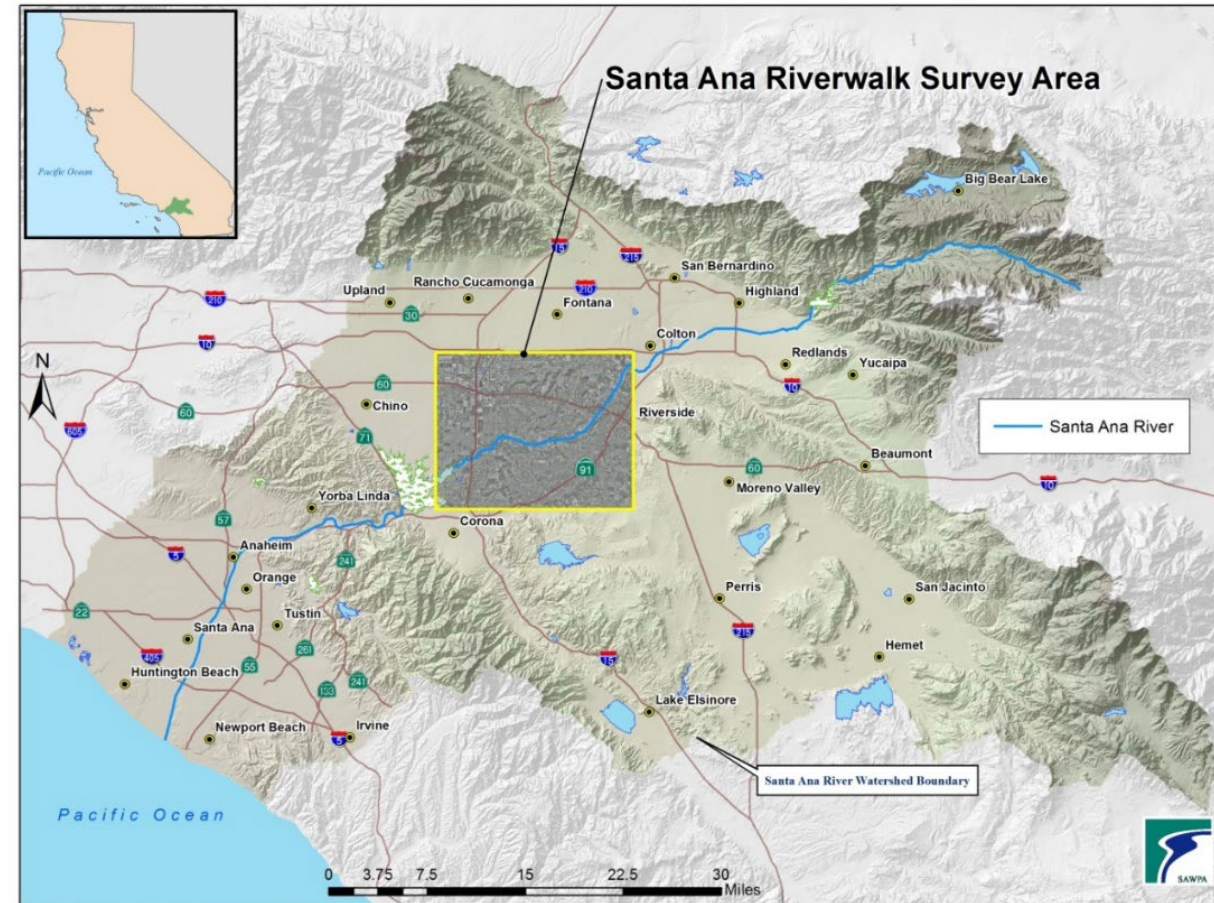 Santa Ana Riverwalk Survey Area
Pacific Ocean
Big Bear Lake
15
215
San Bernardino
210
Rancho Cucamonga
210
Upland
Highland
Fontana
30
Colton
10
N
Redlands
Yucaipa
60
10
60
Chino
Riverside
Santa Ana River
605
71
91
Beaumont
60
10
Moreno Valley
Yorba Linda
57
Corona
Anaheim
5
241
Orange
Perris
San Jacinto
22
Tustin
Santa Ana
215
261
405
55
15
Hemet
Huntington Beach
241
133
Lake Elsinore
Newport Beach
Irvine
5
Santa Ana River Watershed Boundary
Pacific Ocean
0 3.75 7.5 15 22.5 30
Miles
SAWPA